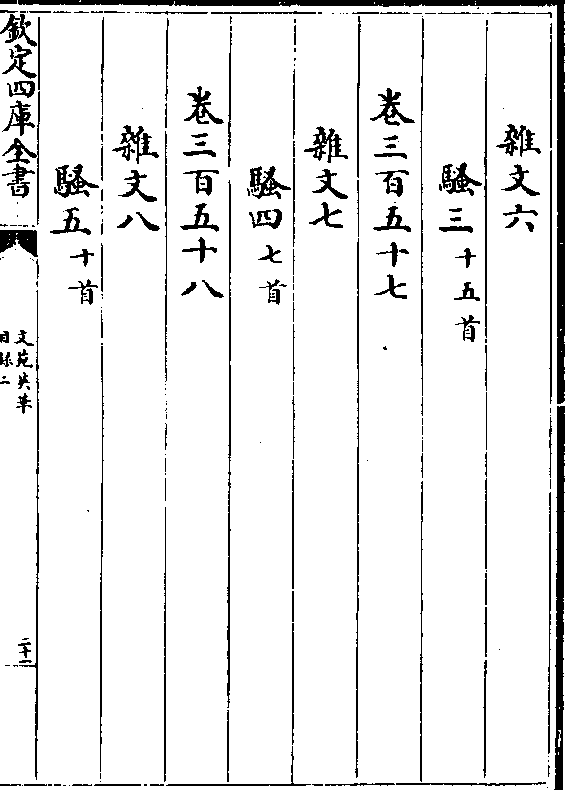 雜文六
騷三十五首
卷三百五十七
雜文七
騷四七首
卷三百五十八
雜文八
騷五十首
欽定四庫全書
文苑英華
目錄二
二十一